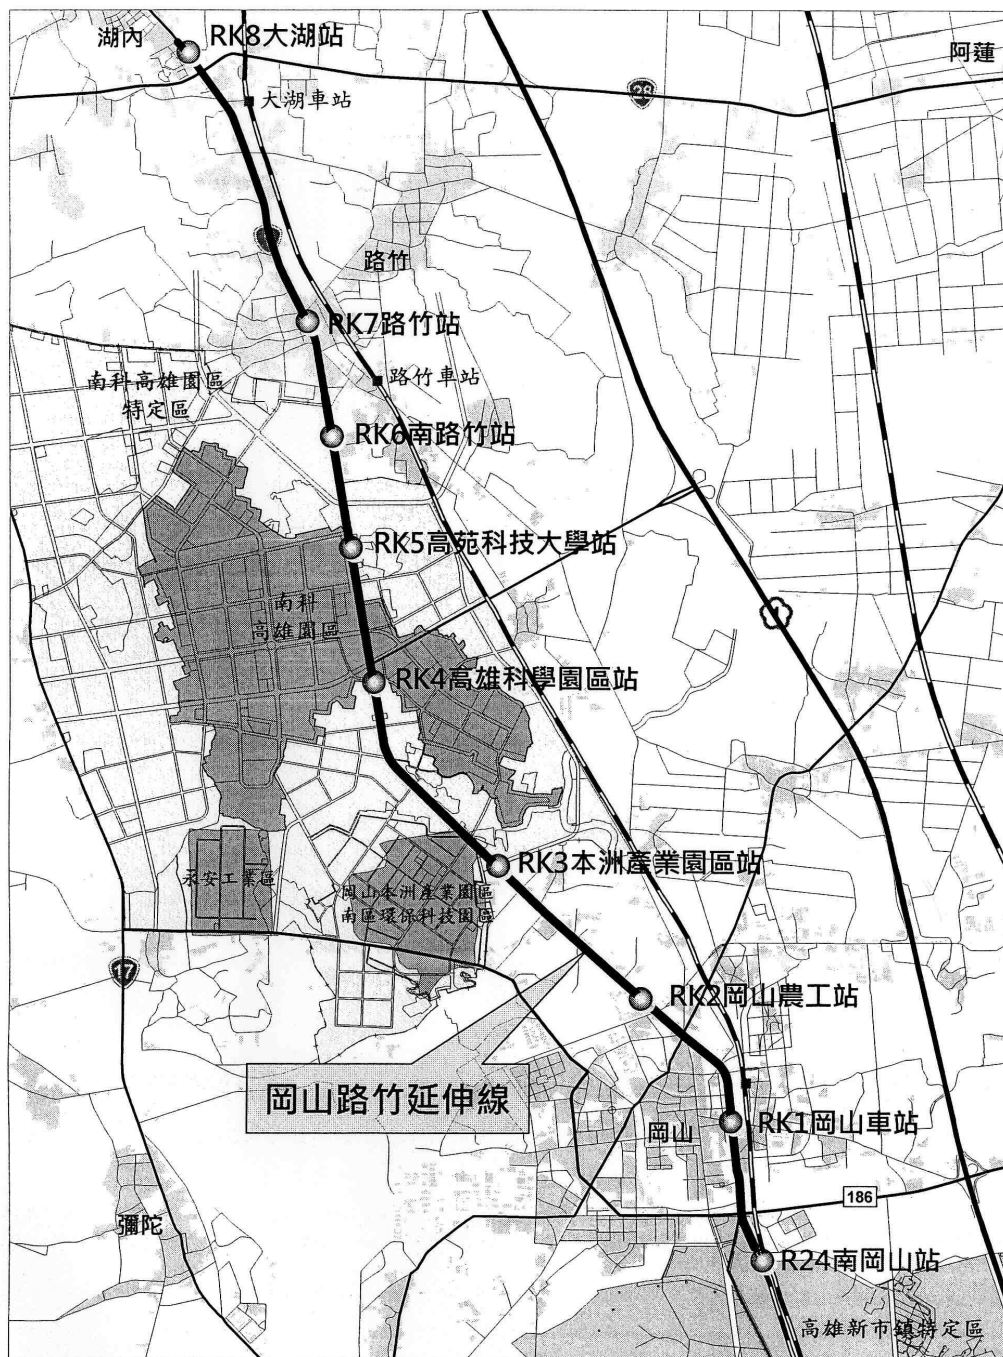 湖內
RK8大湖站
阿蓮
28
大湖車站
路竹
RK7路竹站
南科高雄園區
特定區
路竹車站
RK6南路竹站
RK5高苑科技大學站
南科
高雄園區
1
RK4高雄科學園區站
RK3本洲產業園區站
永安工業區
岡山本洲產業園區
南區環保科技園區
17
RK2岡山農工站
岡山路竹延伸線
RK1岡山車站
岡山
186
彌陀
R24南岡山站
高雄新市鎮特定區